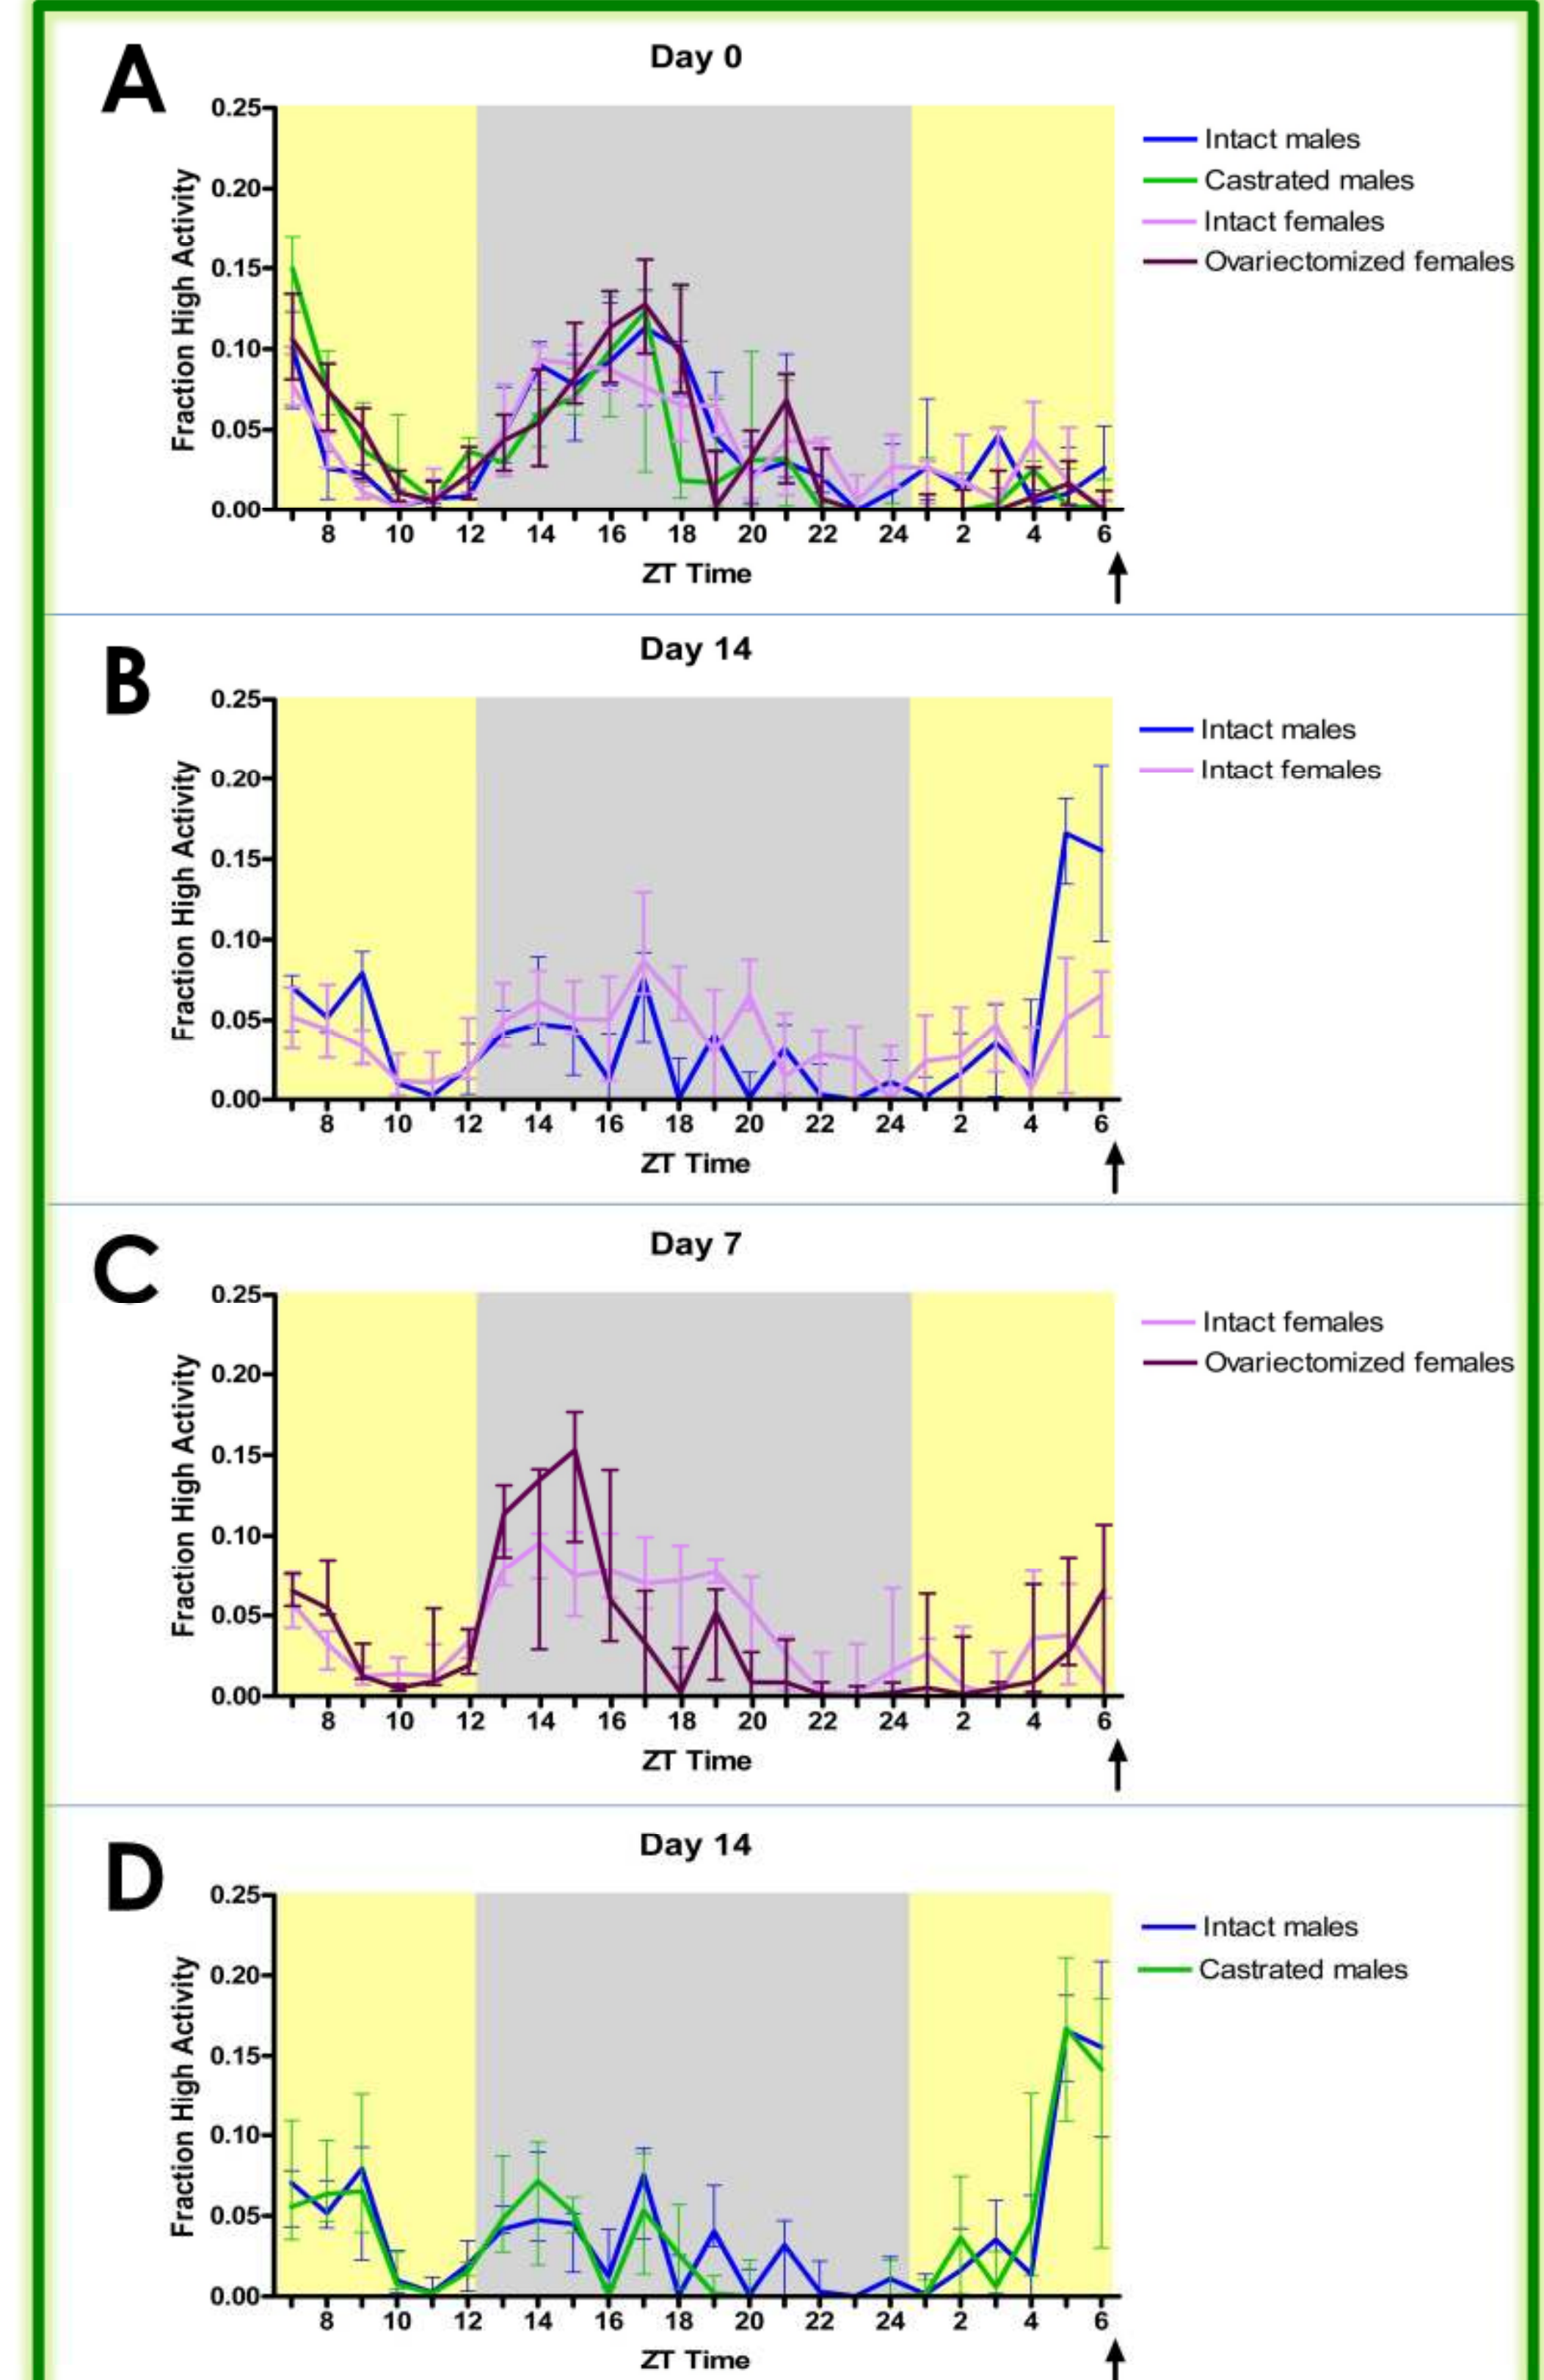 A
Day 0
0.25
0.20
0.15
0.10
0.05
0.00
Fraction High Activity
8 10 12 14 16 18 20 22 24 2 4 6
ZT Time
Intact males
Castrated males
Intact females
Ovariectomized females
B
Day 14
0.25
0.20
0.15
0.10
0.05
0.00
Fraction High Activity
8 10 12 14 16 18 20 22 24 2 4 6
ZT Time
Intact males
Intact females
C
Day 7
0.25
0.20
0.15
0.10
0.05
0.00
Fraction High Activity
8 10 12 14 16 18 20 22 24 2 4 6
ZT Time
Intact females
Ovariectomized females
D
Day 14
0.25
0.20
0.15
0.10
0.05
0.00
Fraction High Activity
8 10 12 14 16 18 20 22 24 2 4 6
ZT Time
Intact males
Castrated males